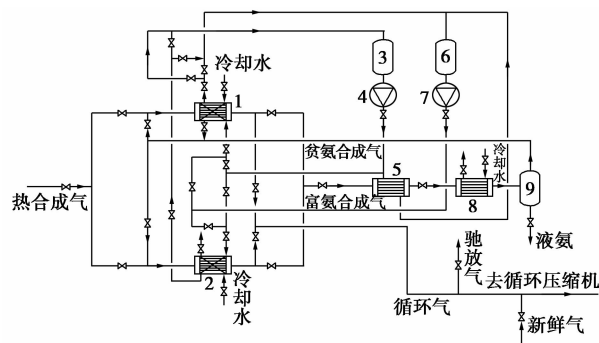 3
6
冷却水
1
4
7
贫氨合成气
5
冷却水
热合成气
富氨合成气
8
9
液氨
2
冷却水
驰放气
去循环压缩机
循环气
新鲜气